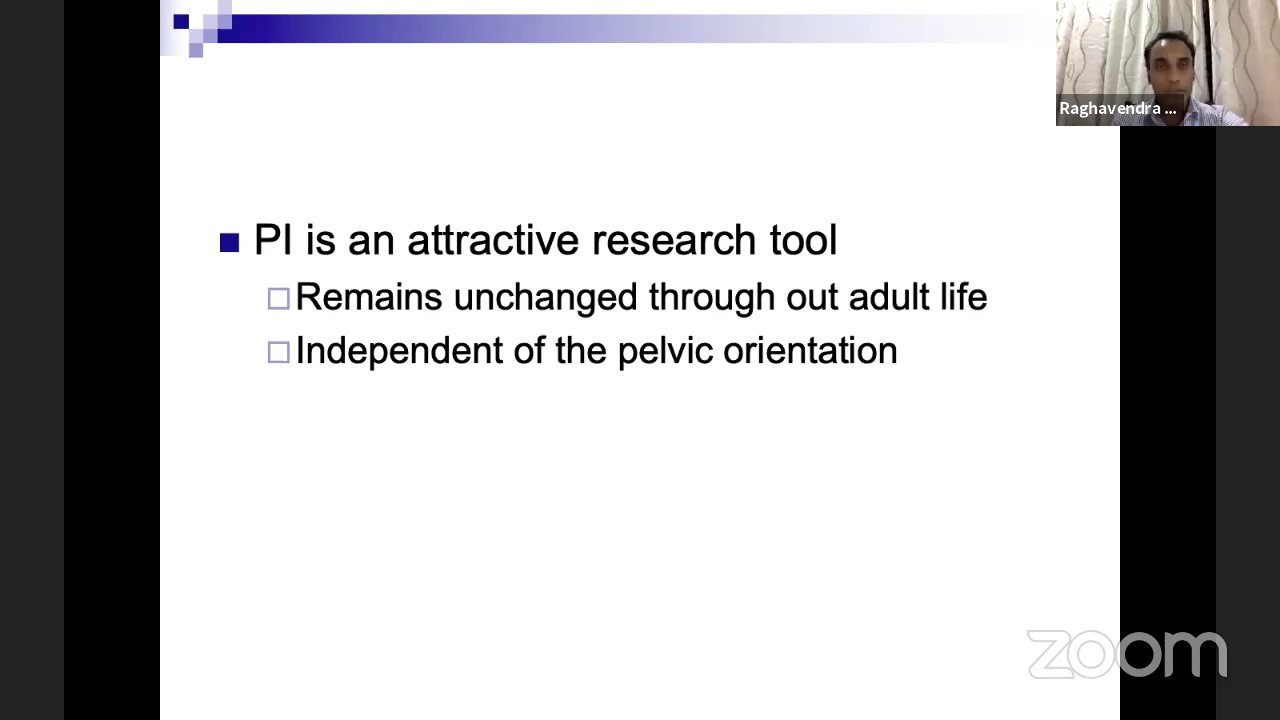 Raghavendra ...
PI is an attractive research tool
Remains unchanged through out adult life
Independent of the pelvic orientation
zoom